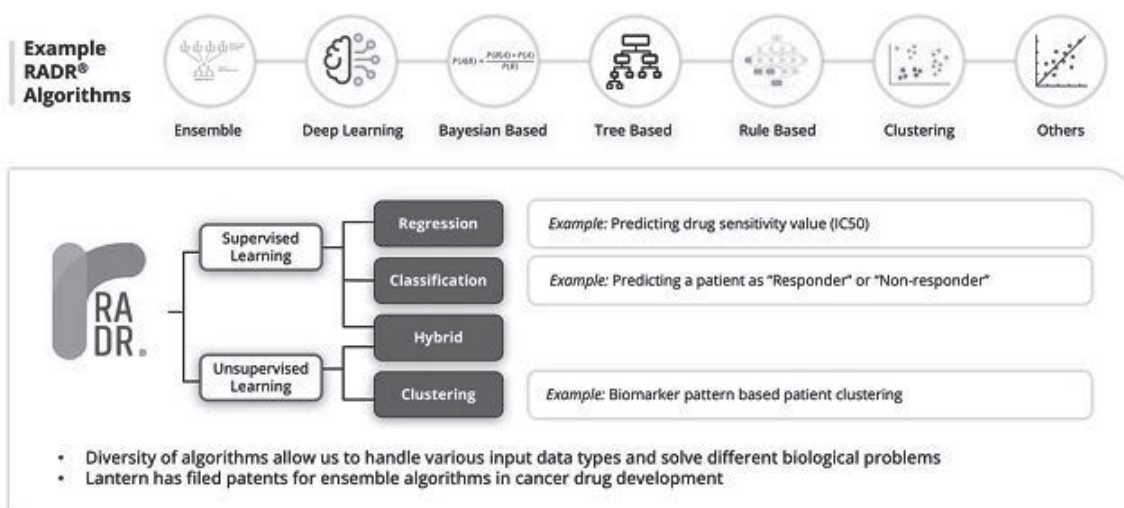 Example
RADR®
Algorithms
P(A|B) = P(B|A) * P(A)
P(B)
Ensemble
Deep Learning
Bayesian Based
Tree Based
Rule Based
Clustering
Others
RA
DR.
Supervised
Learning
Unsupervised
Learning
Regression
Example: Predicting drug sensitivity value (IC50)
Classification
Example: Predicting a patient as “Responder” or “Non-responder”
Hybrid
Clustering
Example: Biomarker pattern based patient clustering
• Diversity of algorithms allow us to handle various input data types and solve different biological problems
• Lantern has filed patents for ensemble algorithms in cancer drug development